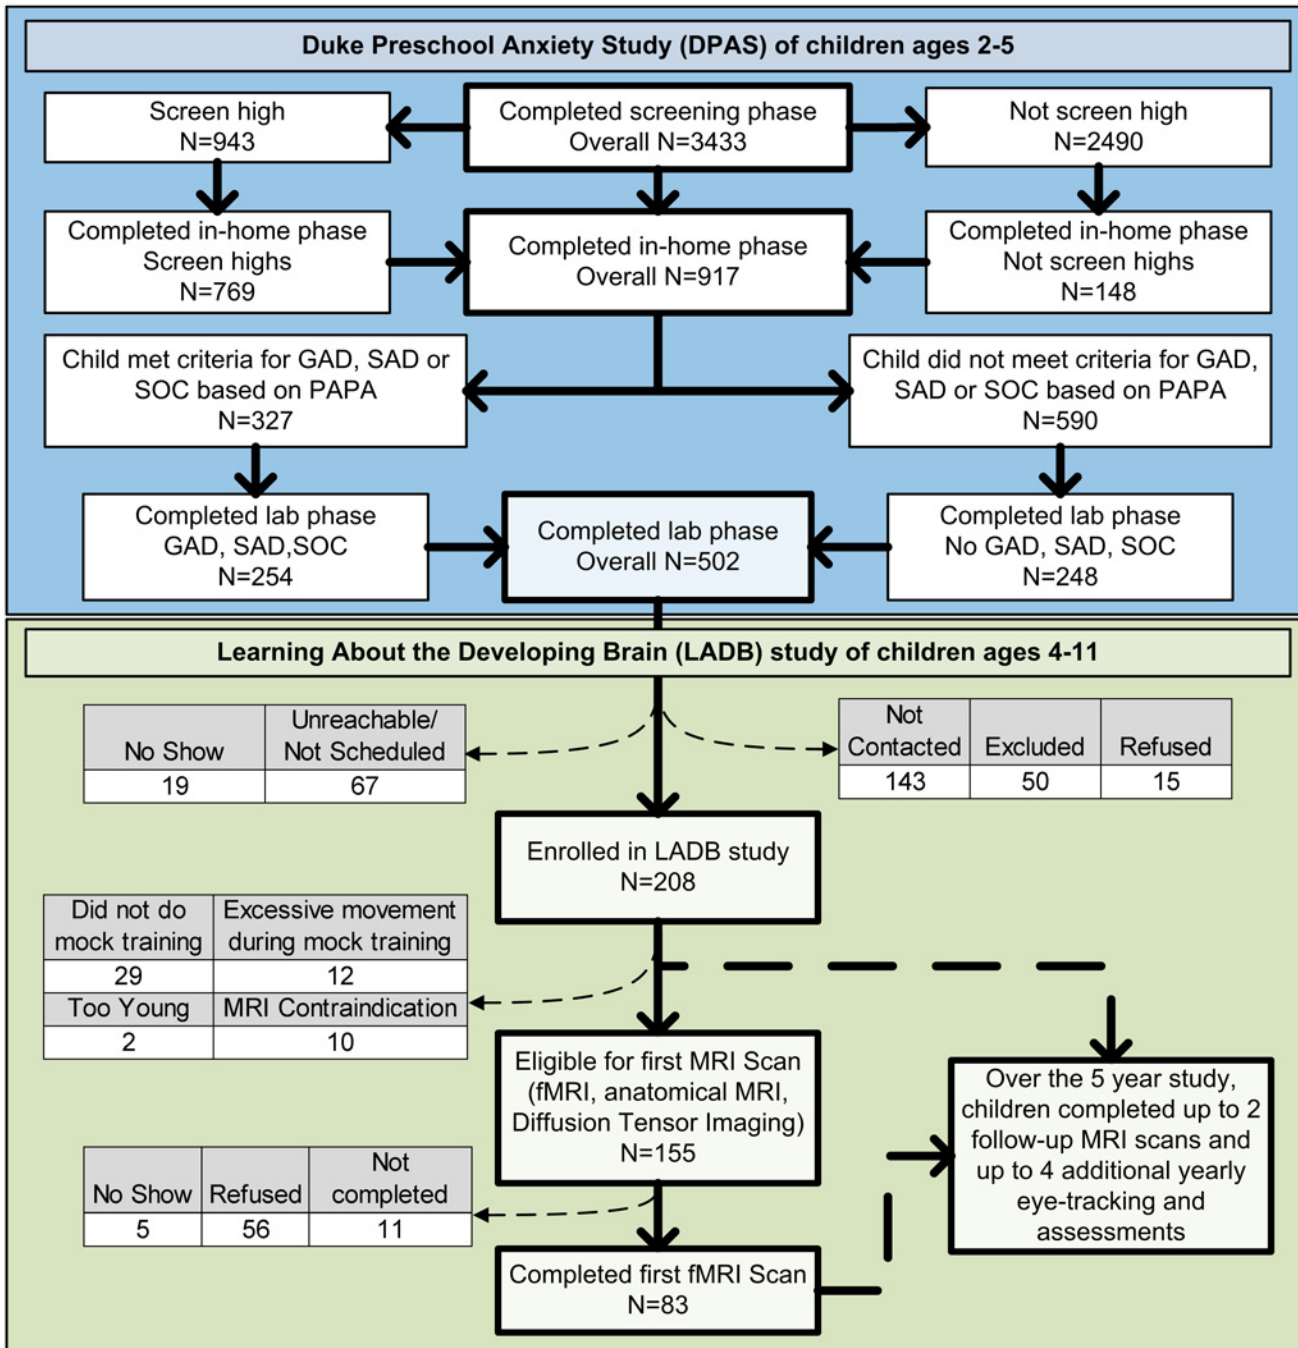 Duke Preschool Anxiety Study (DPAS) of children ages 2-5
Screen high
N=943
Completed screening phase
Overall N=3433
Not screen high
N=2490
Completed in-home phase
Screen highs
N=769
Completed in-home phase
Overall N=917
Completed in-home phase
Not screen highs
N=148
Child met criteria for GAD, SAD or
SOC based on PAPA
N=327
Child did not meet criteria for GAD,
SAD or SOC based on PAPA
N=590
Completed lab phase
GAD, SAD,SOC
N=254
Completed lab phase
Overall N=502
Completed lab phase
No GAD, SAD, SOC
N=248
Learning About the Developing Brain (LADB) study of children ages 4-11
No Show
Unreachable/
Not Scheduled
19
67
Not
Contacted
Excluded
Refused
143
50
15
Enrolled in LADB study
N=208
Did not do
mock training
Excessive movement
during mock training
29
12
Too Young
MRI Contraindication
2
10
Eligible for first MRI Scan
(fMRI, anatomical MRI,
Diffusion Tensor Imaging)
N=155
Over the 5 year study,
children completed up to 2
follow-up MRI scans and
up to 4 additional yearly
eye-tracking and
assessments
No Show
Refused
Not
completed
5
56
11
Completed first fMRI Scan
N=83